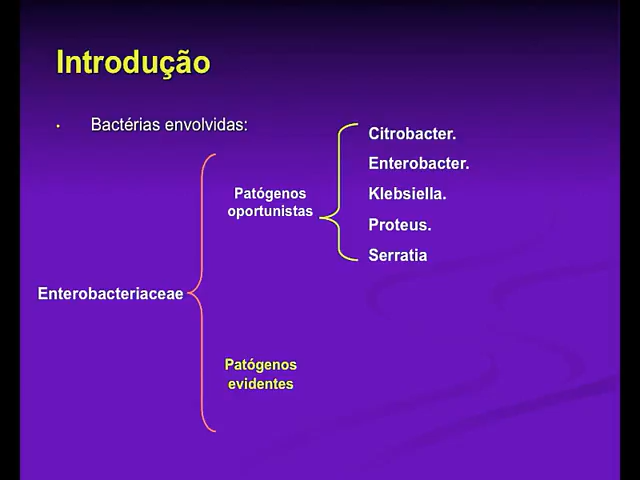 Introdução
• Bactérias envolvidas:
Citrobacter.
Enterobacter.
Patógenos
oportunistas
Klebsiella.
Proteus.
Serratia
Enterobacteriaceae
Patógenos
evidentes